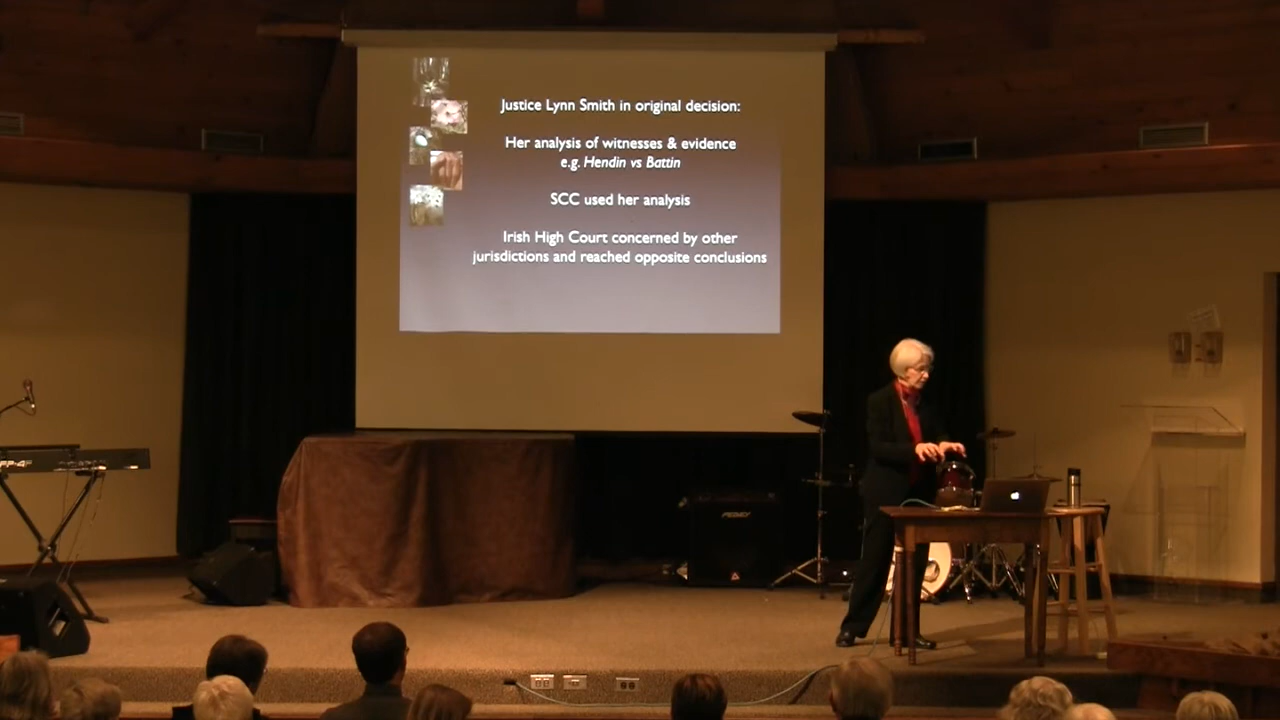 Justice Lynn Smith in original decision:
Her analysis of witnesses & evidence
e.g. Hendin vs Battin
SCC used her analysis
Irish High Court concerned by other
jurisdictions and reached opposite conclusions
PEAVEY